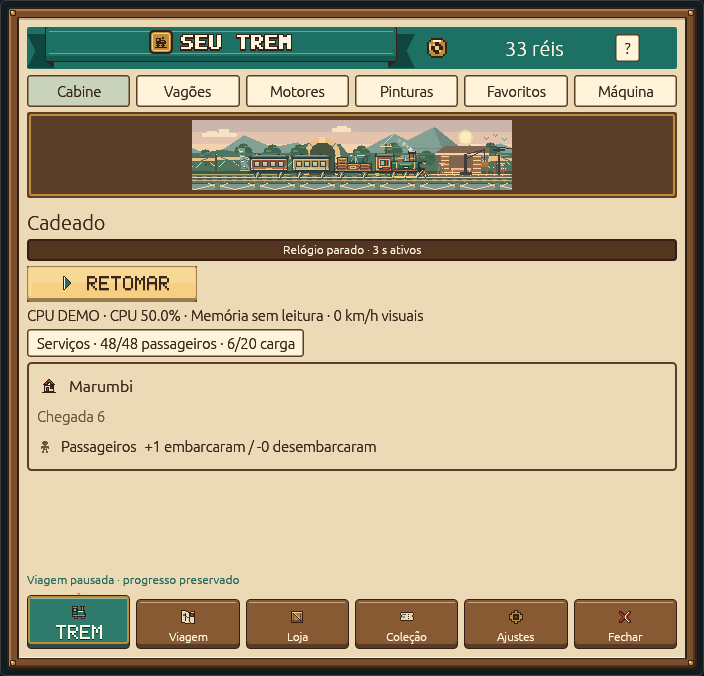 SEU TREM
33 réis
?
Cabine
Vagões
Motores
Pinturas
Favoritos
Máquina
Cadeado
Relógio parado · 3 s ativos
RETOMAR
CPU DEMO · CPU 50.0% · Memória sem leitura · 0 km/h visuais
Serviços · 48/48 passageiros · 6/20 carga
Marumbi
Chegada 6
Passageiros +1 embarcaram / -0 desembarcaram
Viagem pausada · progresso preservado
TREM
Viagem
Loja
Coleção
Ajustes
Fechar